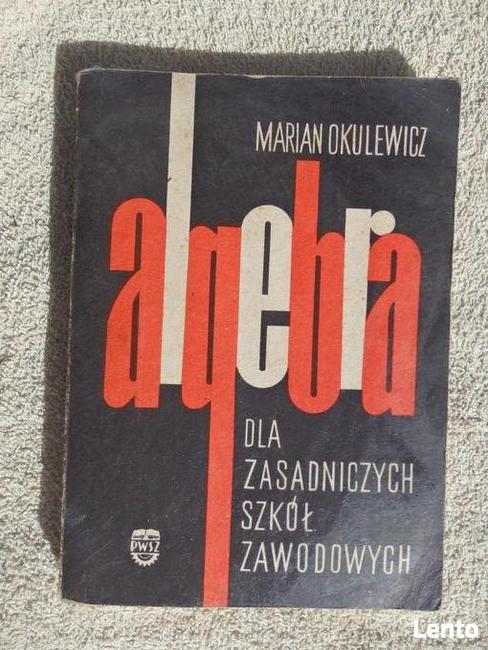 MARIAN OKULEWICZ
algebra
DLA
ZASADNICZYCH
SZKÓŁ
ZAWODOWYCH
PWSZ
Lento